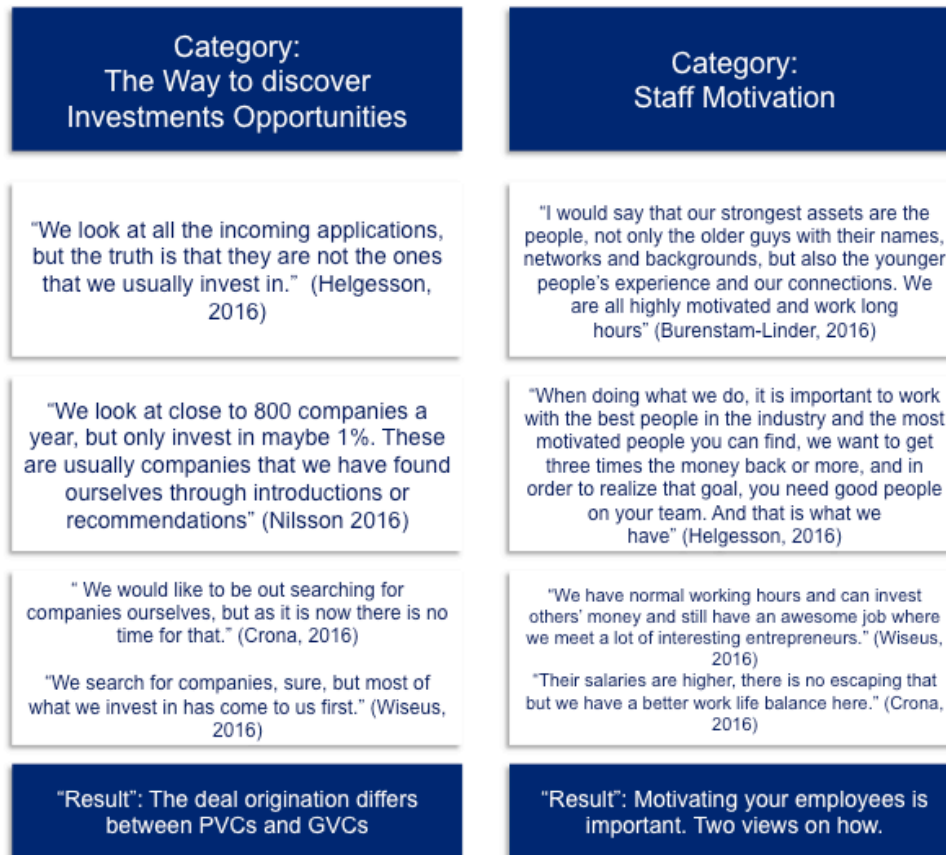 Category:
The Way to discover
Investments Opportunities
“We look at all the incoming applications,
but the truth is that they are not the ones
that we usually invest in.” (Helgesson,
2016)
“We look at close to 800 companies a
year, but only invest in maybe 1%. These
are usually companies that we have found
ourselves through introductions or
recommendations” (Nilsson 2016)
“ We would like to be out searching for
companies ourselves, but as it is now there is no
time for that.” (Crona, 2016)
“We search for companies, sure, but most of
what we invest in has come to us first.” (Wiseus,
2016)
“Result”: The deal origination differs
between PVCs and GVCs
Category:
Staff Motivation
“I would say that our strongest assets are the
people, not only the older guys with their names,
networks and backgrounds, but also the younger
people’s experience and our connections. We
are all highly motivated and work long
hours” (Burenstam-Linder, 2016)
“When doing what we do, it is important to work
with the best people in the industry and the most
motivated people you can find, we want to get
three times the money back or more, and in
order to realize that goal, you need good people
on your team. And that is what we
have” (Helgesson, 2016)
“We have normal working hours and can invest
others’ money and still have an awesome job where
we meet a lot of interesting entrepreneurs.” (Wiseus,
2016)
“Their salaries are higher, there is no escaping that
but we have a better work life balance here.” (Crona,
2016)
“Result”: Motivating your employees is
important. Two views on how.